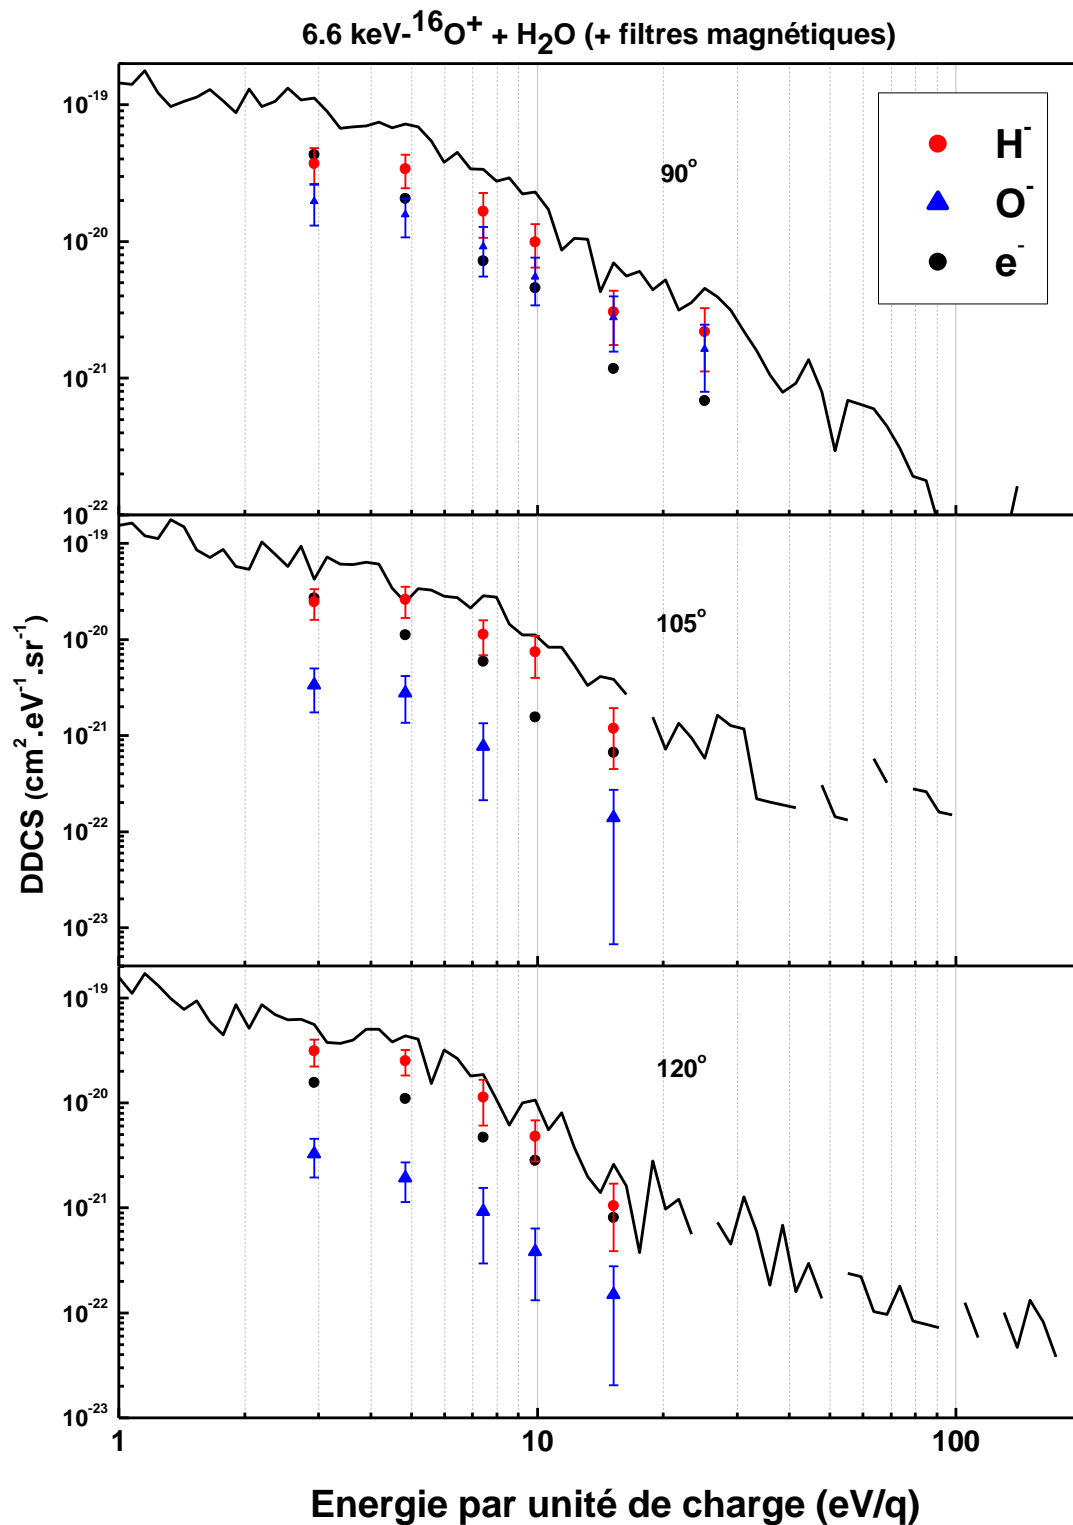 6.6 keV-¹⁶O⁺ + H₂O (+ filtres magnétiques)
10⁻¹⁹
10⁻²⁰
10⁻²¹
10⁻²²
90°
H⁻
O⁻
e⁻
10⁻¹⁹
10⁻²⁰
10⁻²¹
10⁻²²
10⁻²³
105°
DDCS (cm².eV⁻¹.sr⁻¹)
10⁻¹⁹
10⁻²⁰
10⁻²¹
10⁻²²
10⁻²³
120°
1 10 100
Energie par unité de charge (eV/q)